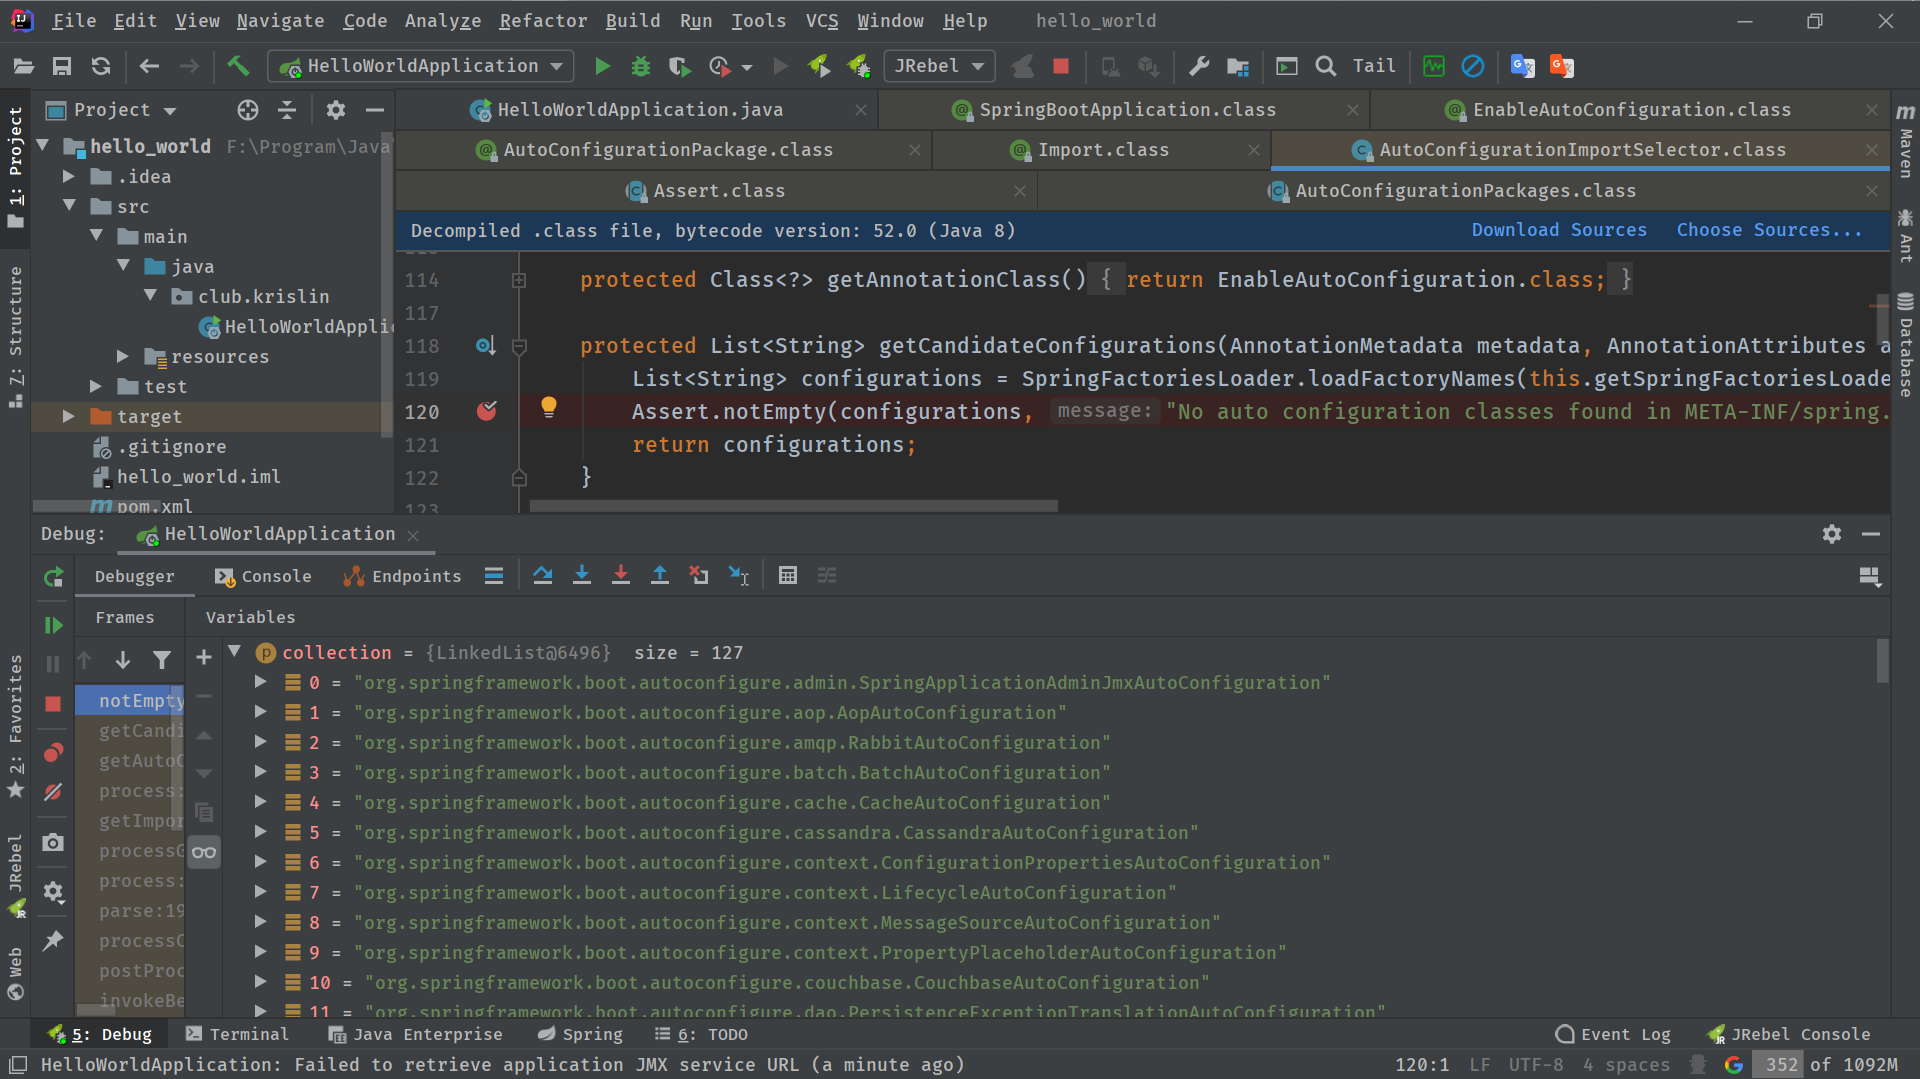 File Edit View Navigate Code Analyze Refactor Build Run Tools VCS Window Help hello_world
HelloWorldApplication JRebel Tail
Project
hello_world F:\Program\Java
.idea
src
main
java
club.krislin
HelloWorldApplic
resources
test
target
.gitignore
hello_world.iml
pom.xml
1: Project
Z: Structure
2: Favorites
JRebel
Web
HelloWorldApplication.java SpringBootApplication.class EnableAutoConfiguration.class
AutoConfigurationPackage.class Import.class AutoConfigurationImportSelector.class
Assert.class AutoConfigurationPackages.class
Decompiled .class file, bytecode version: 52.0 (Java 8) Download Sources Choose Sources...
114 protected Class<?> getAnnotationClass() { return EnableAutoConfiguration.class; }
117
118 protected List<String> getCandidateConfigurations(AnnotationMetadata metadata, AnnotationAttributes a
119 List<String> configurations = SpringFactoriesLoader.loadFactoryNames(this.getSpringFactoriesLoade
120 Assert.notEmpty(configurations, message: "No auto configuration classes found in META-INF/spring.
121 return configurations;
122 }
123
Maven
Ant
Database
Debug: HelloWorldApplication
Debugger Console Endpoints
Frames Variables
notEmpty
getCandi
getAutoC
process:
getImpor
processG
process:
parse:19
processC
postProc
invokeBe
collection = {LinkedList@6496} size = 127
0 = "org.springframework.boot.autoconfigure.admin.SpringApplicationAdminJmxAutoConfiguration"
1 = "org.springframework.boot.autoconfigure.aop.AopAutoConfiguration"
2 = "org.springframework.boot.autoconfigure.amqp.RabbitAutoConfiguration"
3 = "org.springframework.boot.autoconfigure.batch.BatchAutoConfiguration"
4 = "org.springframework.boot.autoconfigure.cache.CacheAutoConfiguration"
5 = "org.springframework.boot.autoconfigure.cassandra.CassandraAutoConfiguration"
6 = "org.springframework.boot.autoconfigure.context.ConfigurationPropertiesAutoConfiguration"
7 = "org.springframework.boot.autoconfigure.context.LifecycleAutoConfiguration"
8 = "org.springframework.boot.autoconfigure.context.MessageSourceAutoConfiguration"
9 = "org.springframework.boot.autoconfigure.context.PropertyPlaceholderAutoConfiguration"
10 = "org.springframework.boot.autoconfigure.couchbase.CouchbaseAutoConfiguration"
11 = "org.springframework.boot.autoconfigure.dao.PersistenceExceptionTranslationAutoConfiguration"
5: Debug Terminal Java Enterprise Spring 6: TODO Event Log JRebel Console
HelloWorldApplication: Failed to retrieve application JMX service URL (a minute ago) 120:1 LF UTF-8 4 spaces 352 of 1092M